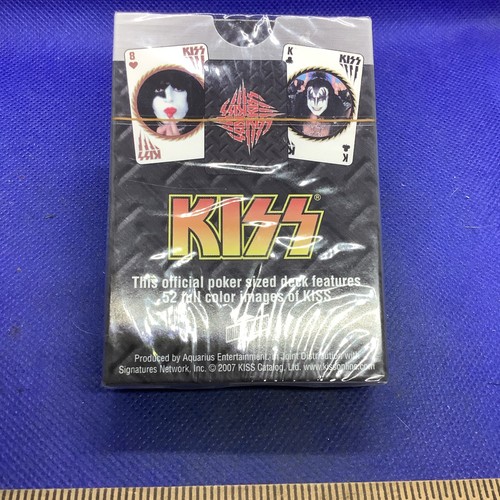 8 KISS
K KISS
KISS
K
KISS®
This official poker sized deck features
52 full color images of KISS
Produced by Aquarius Entertainment, in Joint Distribution with
Signatures Network, Inc. © 2007 KISS Catalog, Ltd. www.kissonline.com